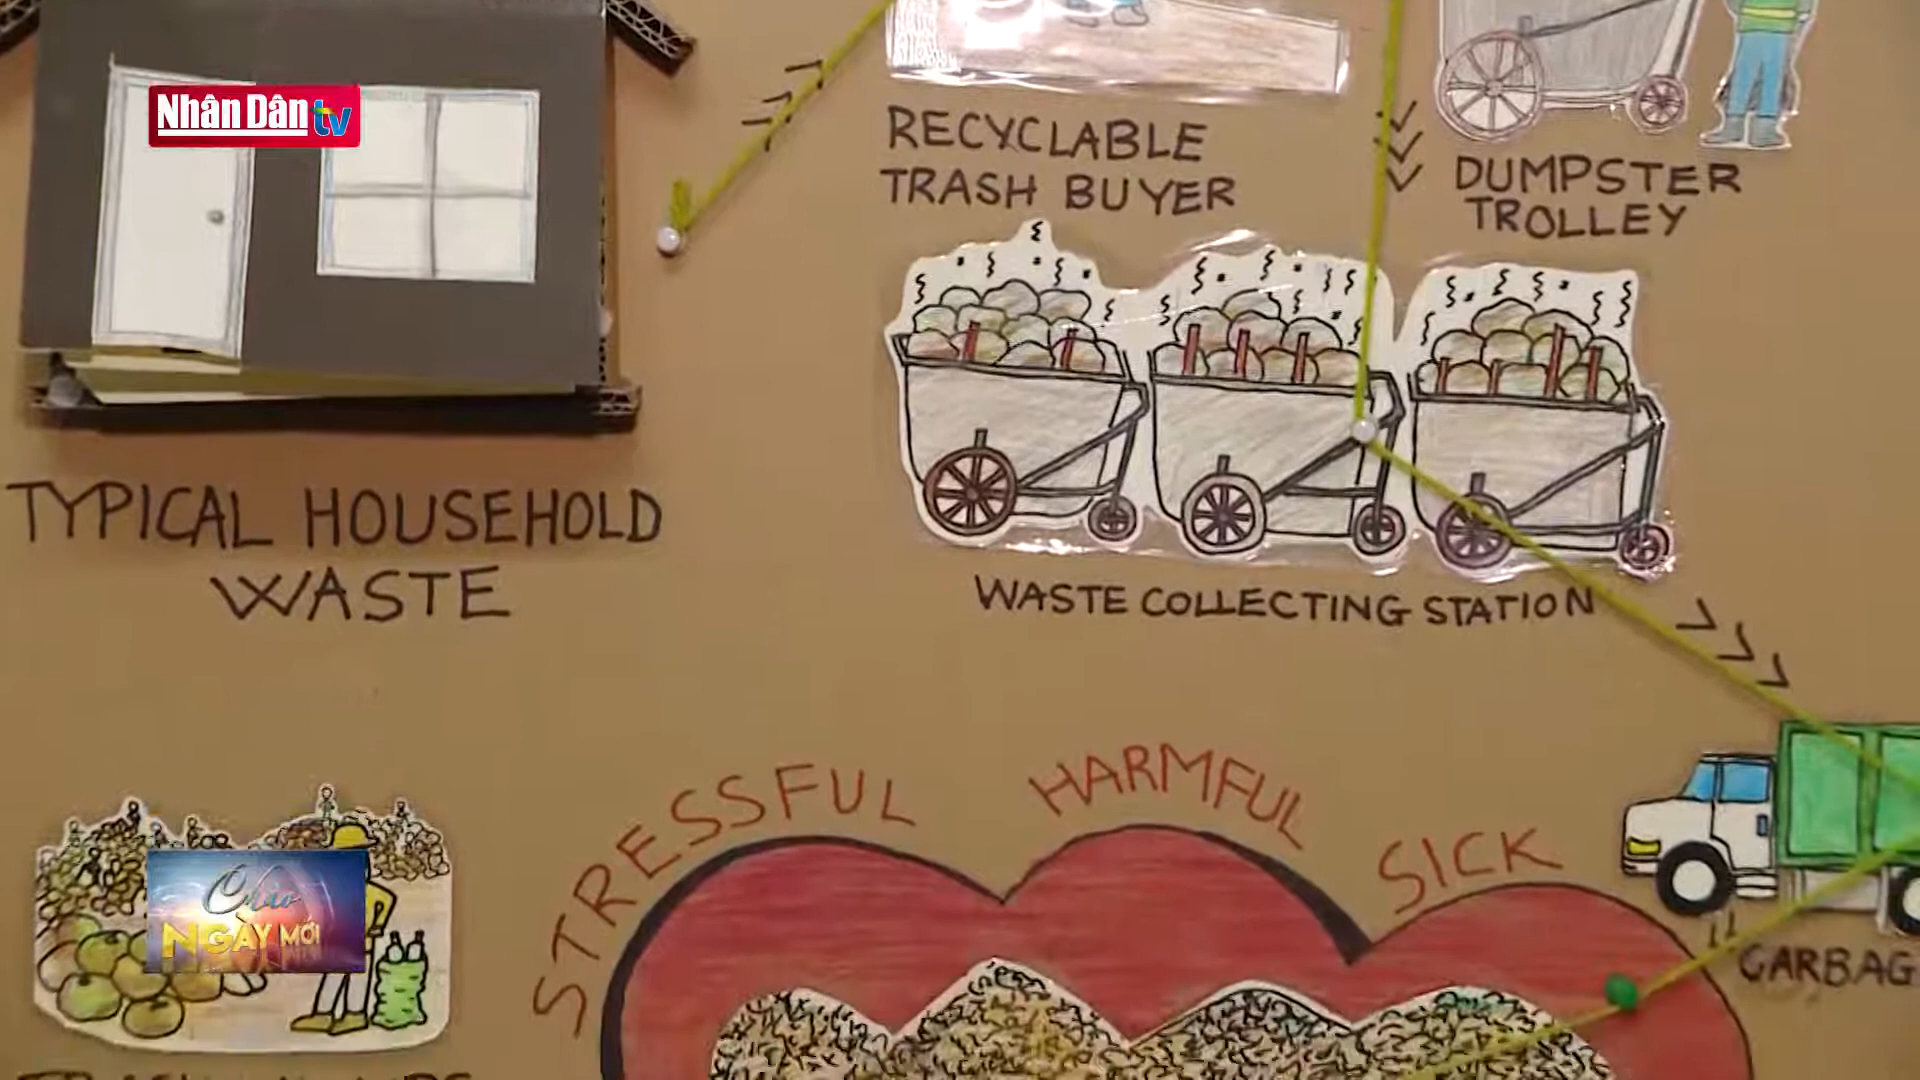 Nhân Dân tv
RECYCLABLE
TRASH BUYER
DUMPSTER
TROLLEY
TYPICAL HOUSEHOLD
WASTE
WASTE COLLECTING STATION
STRESSFUL
HARMFUL
SICK
Chào
NGÀY MỚI
GARBAG